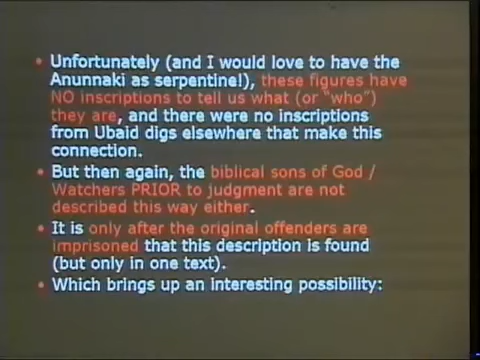 • Unfortunately (and I would love to have the
Anunnaki as serpentine!), these figures have
NO inscriptions to tell us what (or "who")
they are, and there were no inscriptions
from Ubaid digs elsewhere that make this
connection.
• But then again, the biblical sons of God /
Watchers PRIOR to judgment are not
described this way either.
• It is only after the original offenders are
imprisoned that this description is found
(but only in one text).
• Which brings up an interesting possibility: